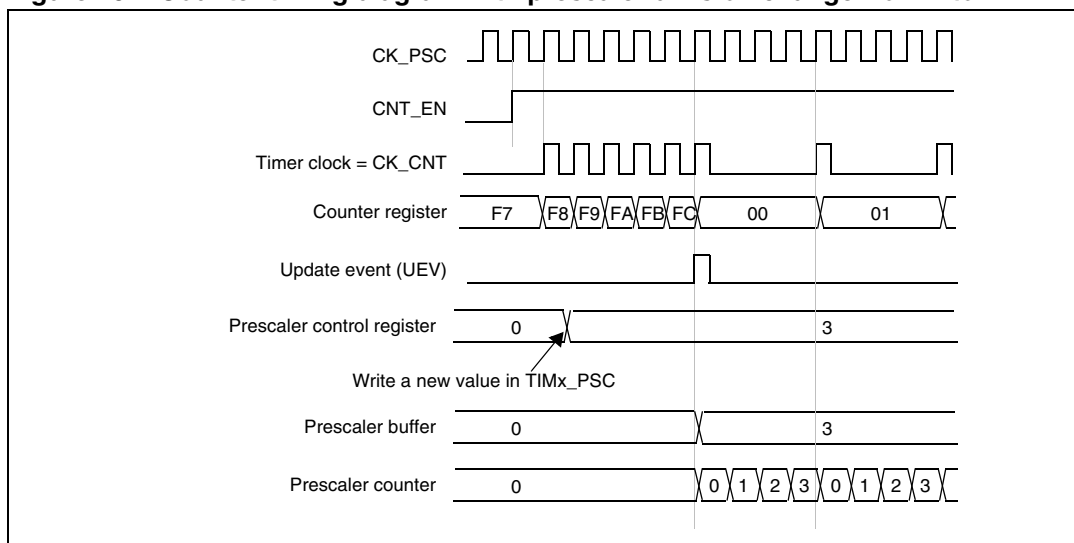 CK_PSC
CNT_EN
Timer clock = CK_CNT
Counter register F7 F8 F9 FA FB FC 00 01
Update event (UEV)
Prescaler control register 0 3
Write a new value in TIMx_PSC
Prescaler buffer 0 3
Prescaler counter 0 0 1 2 3 0 1 2 3